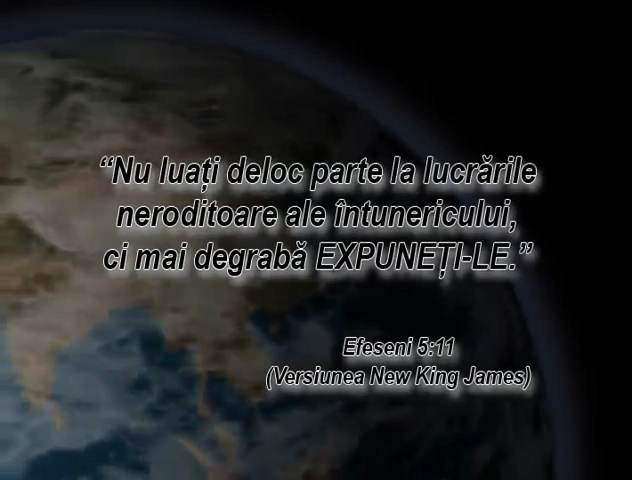 “Nu luați deloc parte la lucrările
neroditoare ale întunericului,
ci mai degrabă EXPUNEȚI-LE.”
Efeseni 5:11
(Versiunea New King James)